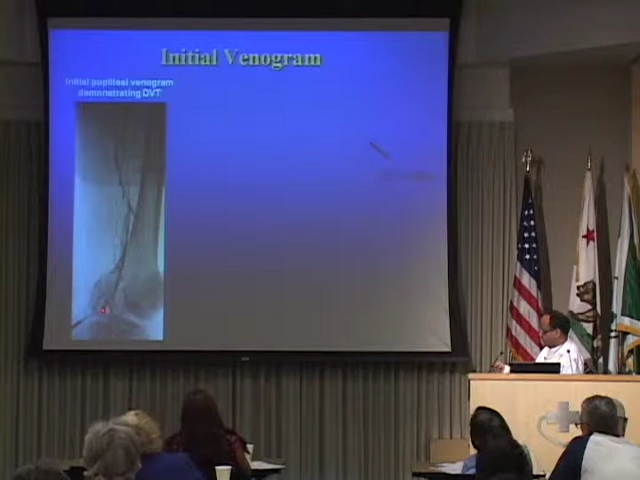 Initial Venogram
Initial popliteal venogram
demonstrating DVT